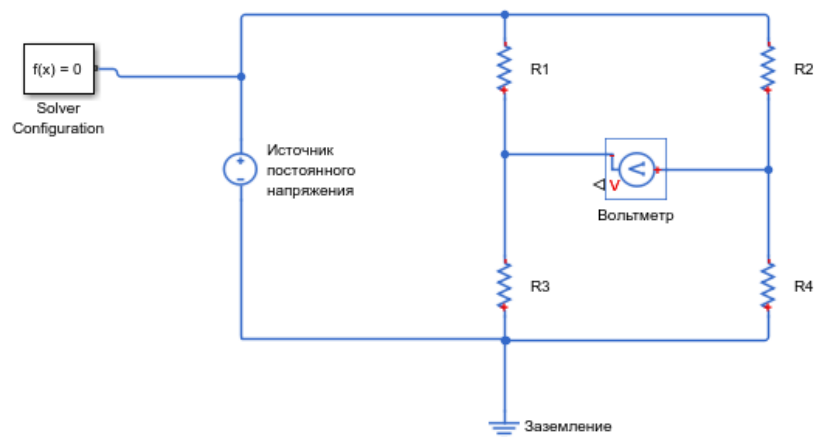 f(x) = 0
Solver
Configuration
Источник
постоянного
напряжения
R1
R2
V
V
Вольтметр
R3
R4
Заземление